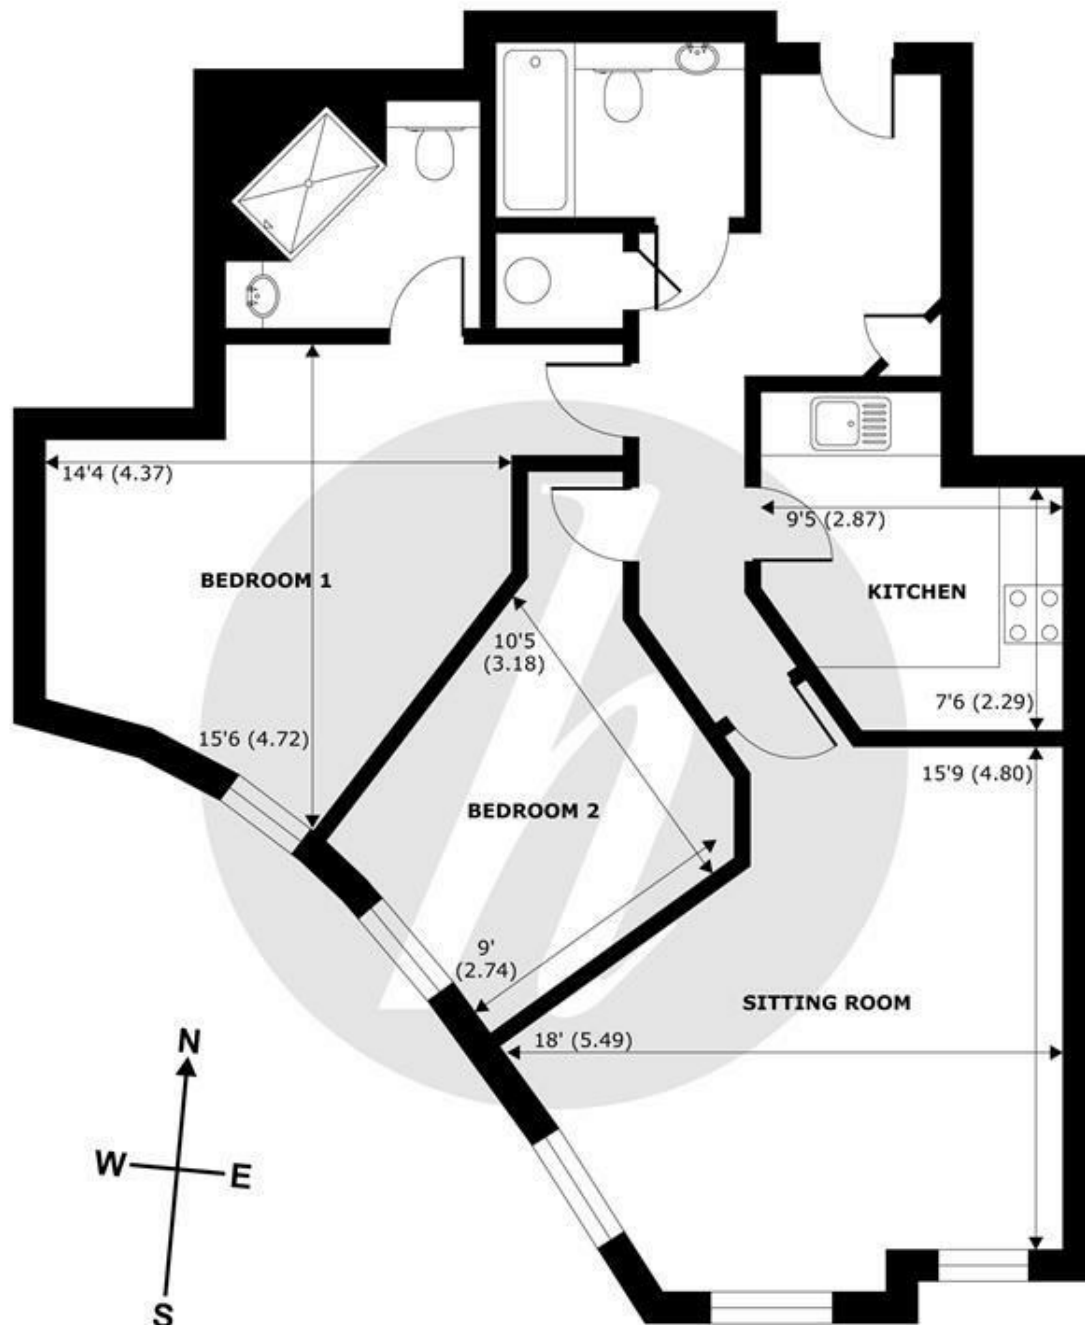 14'4 (4.37)
9'5 (2.87)
BEDROOM 1
KITCHEN
10'5
(3.18)
7'6 (2.29)
15'6 (4.72)
15'9 (4.80)
BEDROOM 2
9'
(2.74)
SITTING ROOM
18' (5.49)
N
W E
S
h